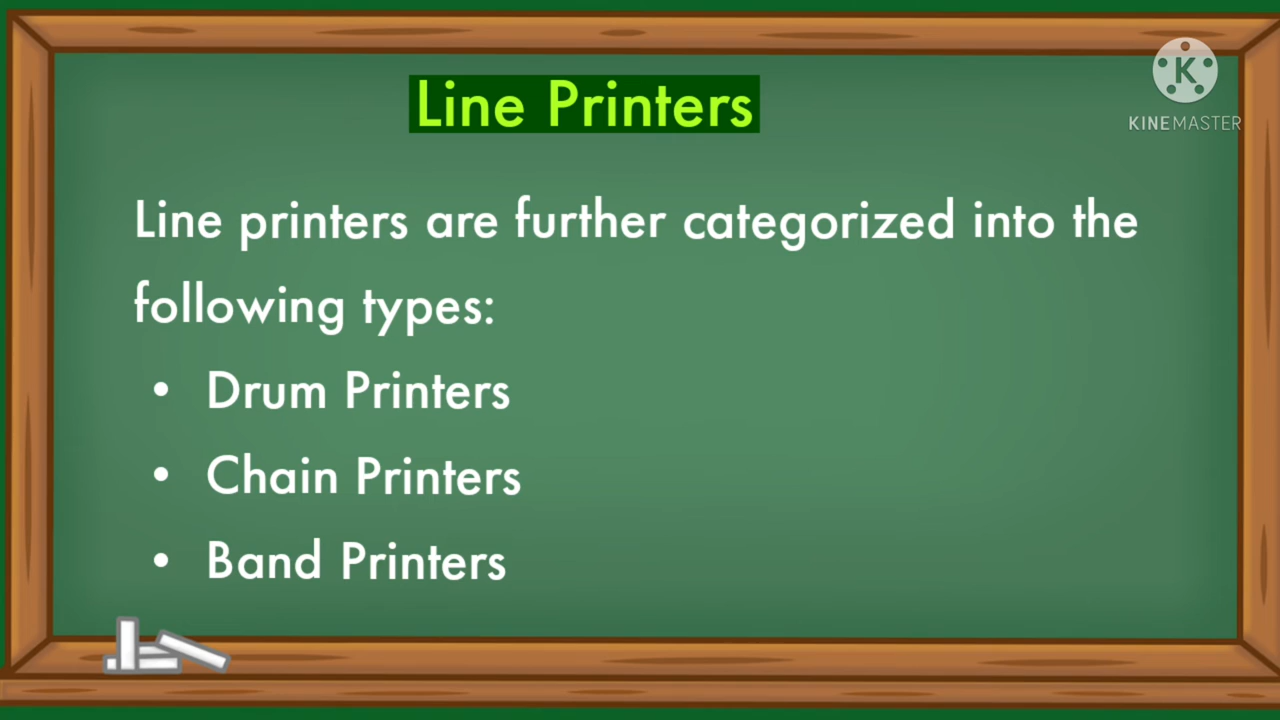 Line Printers
K
KINEMASTER
Line printers are further categorized into the
following types:
• Drum Printers
• Chain Printers
• Band Printers